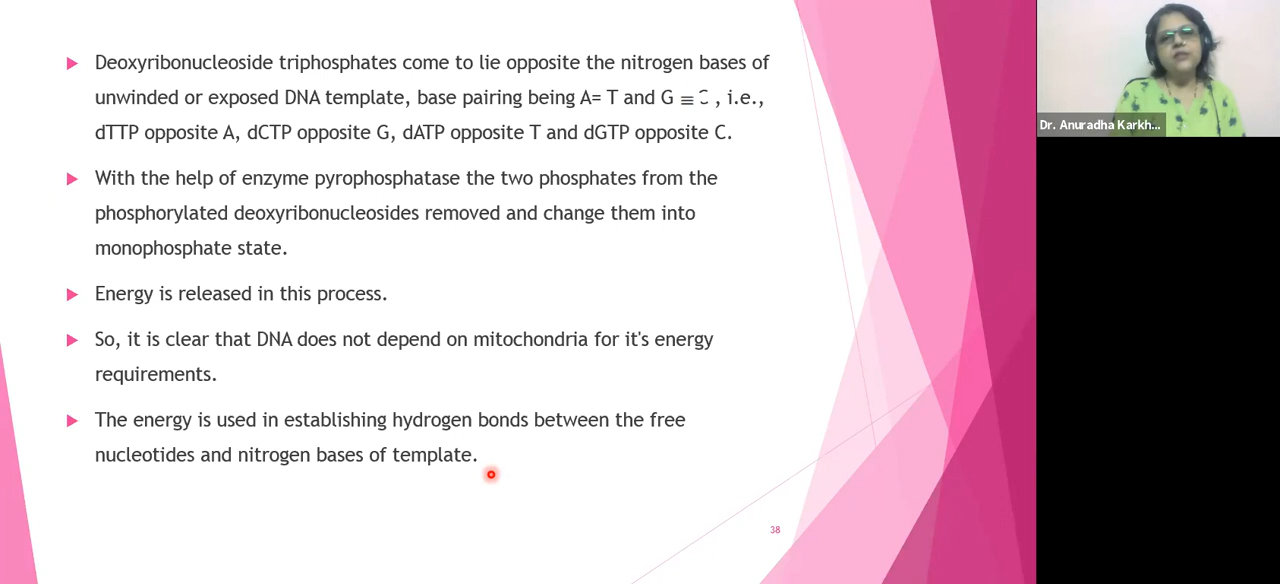 Deoxyribonucleoside triphosphates come to lie opposite the nitrogen bases of
unwinded or exposed DNA template, base pairing being A= T and G ≡ C , i.e.,
dTTP opposite A, dCTP opposite G, dATP opposite T and dGTP opposite C.
With the help of enzyme pyrophosphatase the two phosphates from the
phosphorylated deoxyribonucleosides removed and change them into
monophosphate state.
Energy is released in this process.
So, it is clear that DNA does not depend on mitochondria for it's energy
requirements.
The energy is used in establishing hydrogen bonds between the free
nucleotides and nitrogen bases of template.
38
Dr. Anuradha Karkh...